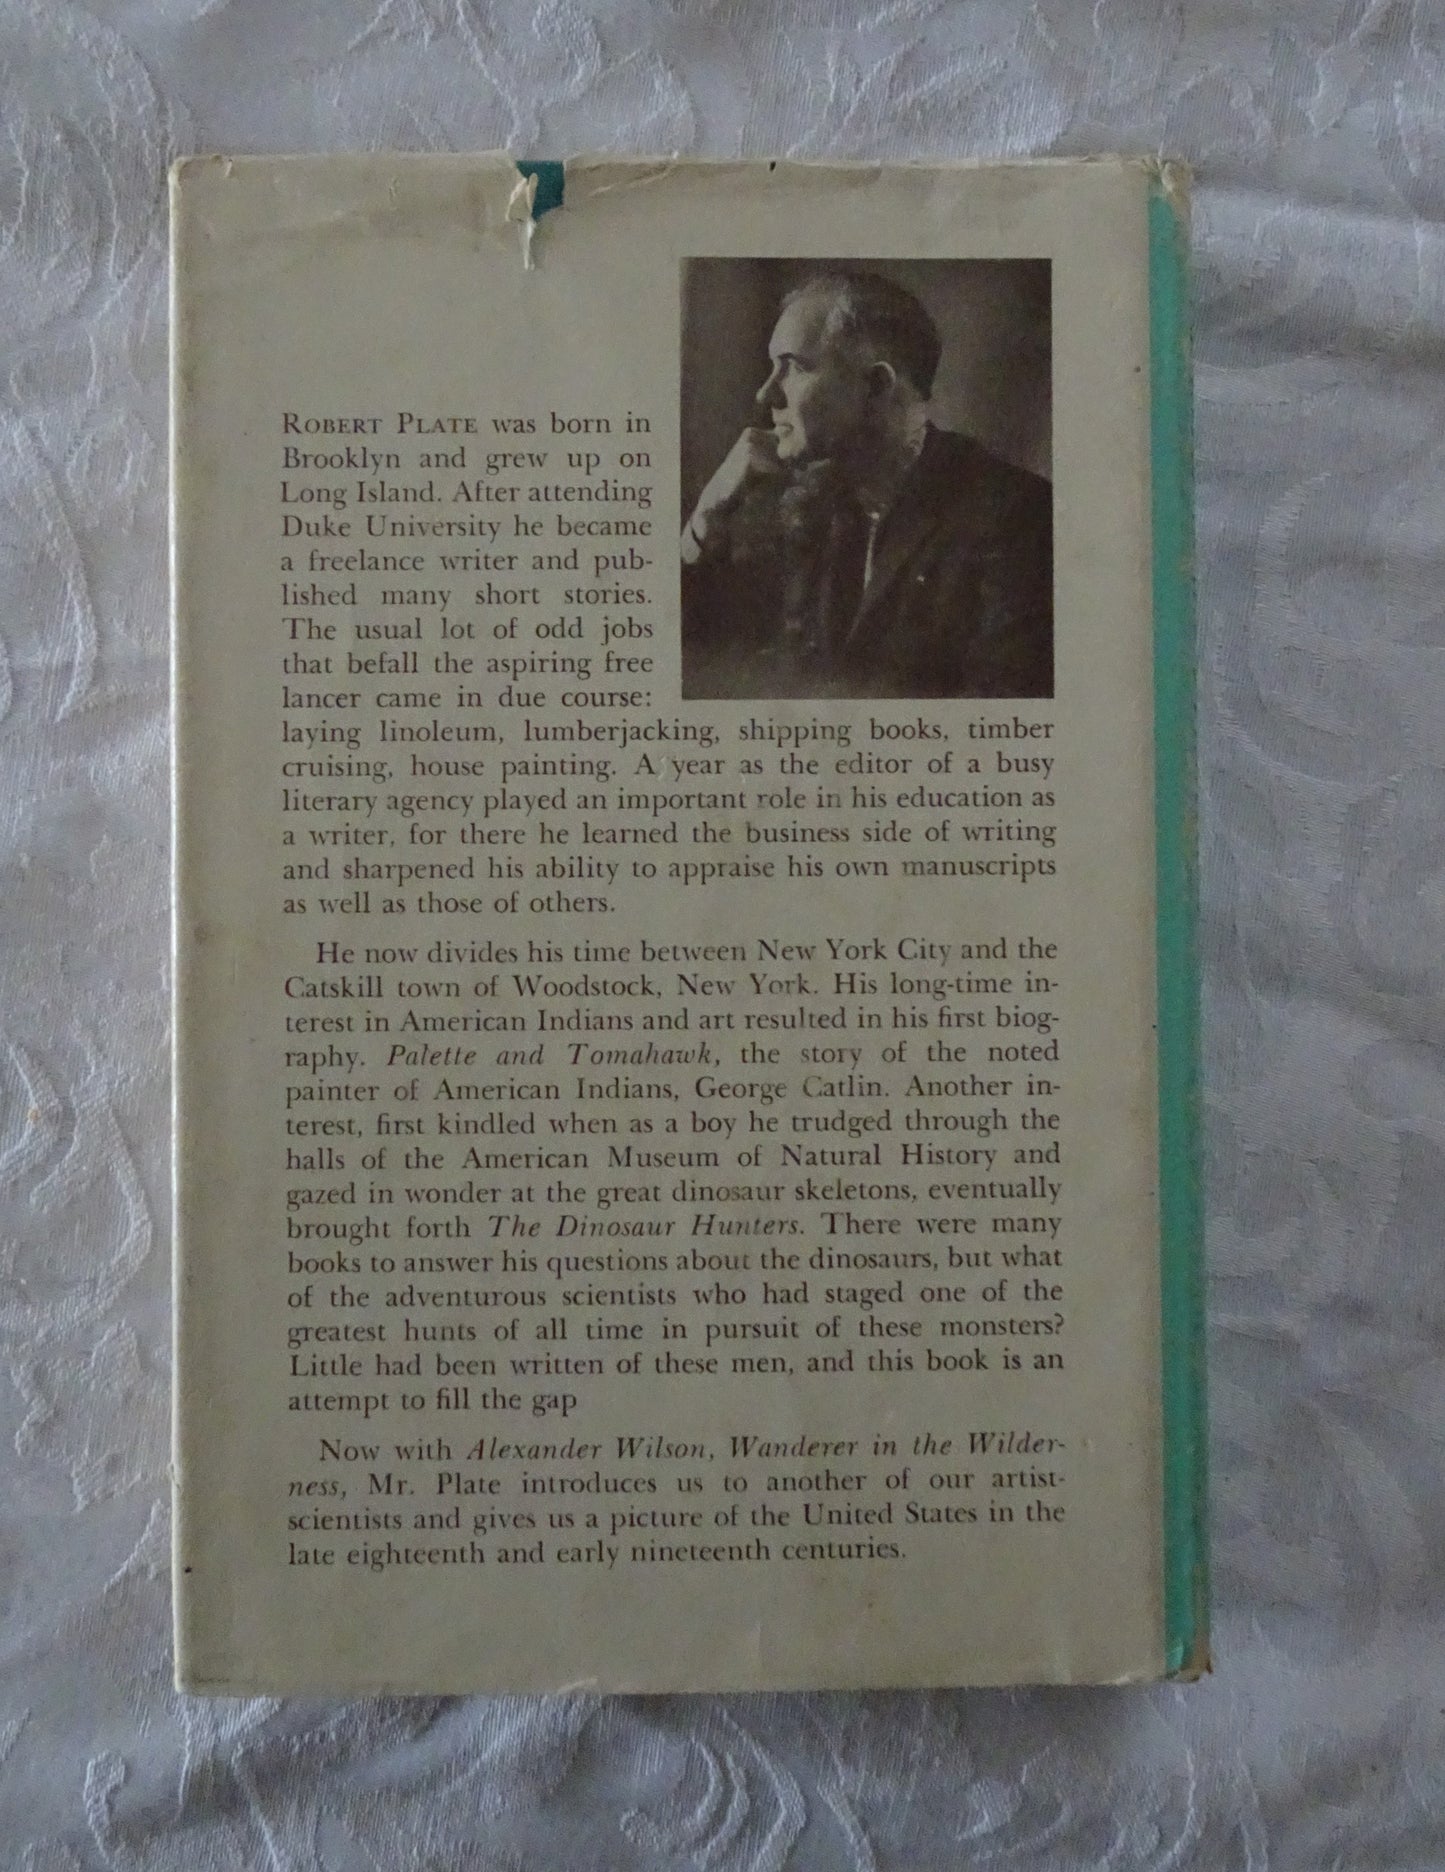 ROBERT PLATE was born in
Brooklyn and grew up on
Long Island. After attending
Duke University he became
a freelance writer and pub-
lished many short stories.
The usual lot of odd jobs
that befall the aspiring free
lancer came in due course:
laying linoleum, lumberjacking, shipping books, timber
cruising, house painting. A year as the editor of a busy
literary agency played an important role in his education as
a writer, for there he learned the business side of writing
and sharpened his ability to appraise his own manuscripts
as well as those of others.
He now divides his time between New York City and the
Catskill town of Woodstock, New York. His long-time in-
terest in American Indians and art resulted in his first biog-
raphy. Palette and Tomahawk, the story of the noted
painter of American Indians, George Catlin. Another in-
terest, first kindled when as a boy he trudged through the
halls of the American Museum of Natural History and
gazed in wonder at the great dinosaur skeletons, eventually
brought forth The Dinosaur Hunters. There were many
books to answer his questions about the dinosaurs, but what
of the adventurous scientists who had staged one of the
greatest hunts of all time in pursuit of these monsters?
Little had been written of these men, and this book is an
attempt to fill the gap
Now with Alexander Wilson, Wanderer in the Wilder-
ness, Mr. Plate introduces us to another of our artist-
scientists and gives us a picture of the United States in the
late eighteenth and early nineteenth centuries.